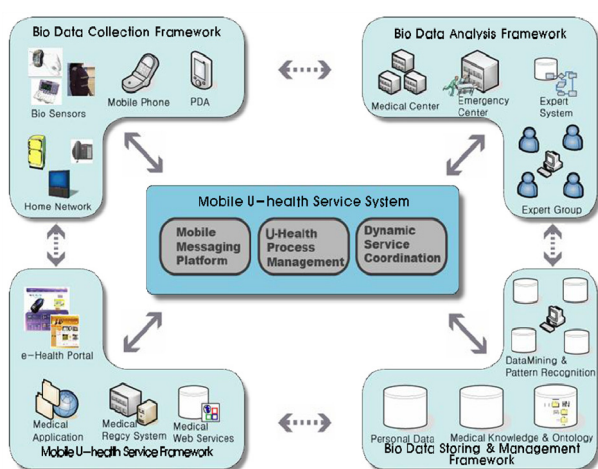 Bio Data Collection Framework
Bio Sensors
Mobile Phone
PDA
Home Network
Bio Data Analysis Framework
Medical Center
Emergency
Center
Expert
System
Expert Group
Mobile U-health Service System
Mobile
Messaging
Platform
U-Health
Process
Management
Dynamic
Service
Coordination
e-Health Portal
Medical
Application
Medical
Regcy System
Medical
Web Services
Mobile U-health Service Framework
DataMining &
Pattern Recognition
Personal Data
Medical Knowledge & Ontology
Bio Data Storing & Management
Framework